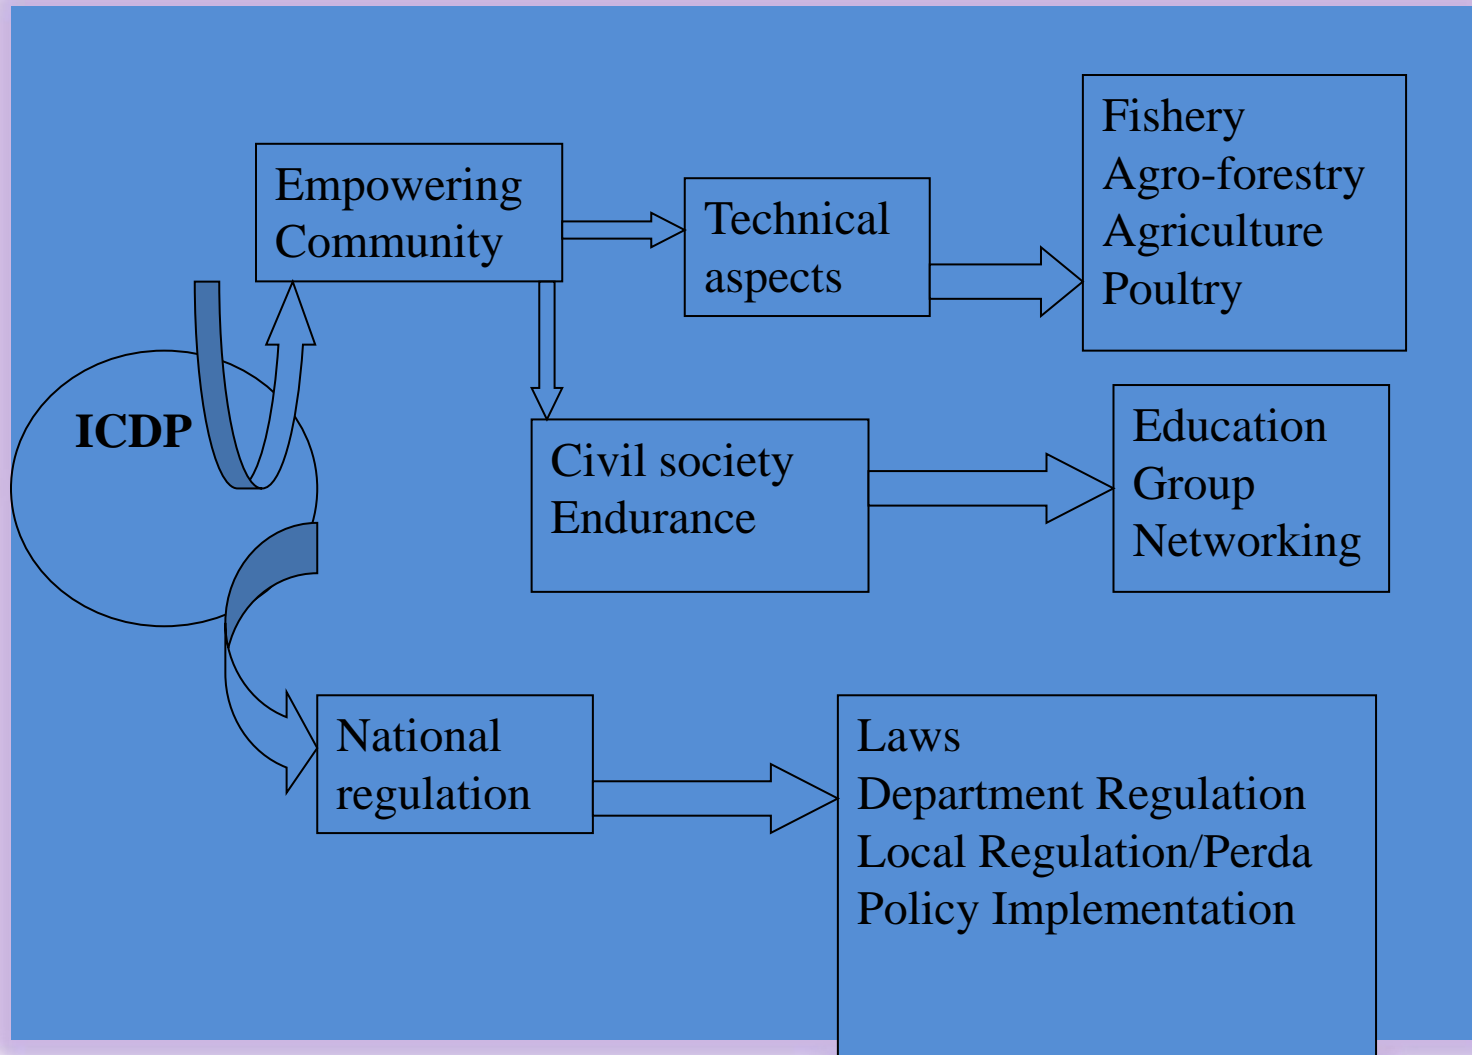 ICDP
Empowering
Community
Technical
aspects
Fishery
Agro-forestry
Agriculture
Poultry
Civil society
Endurance
Education
Group
Networking
National
regulation
Laws
Department Regulation
Local Regulation/Perda
Policy Implementation